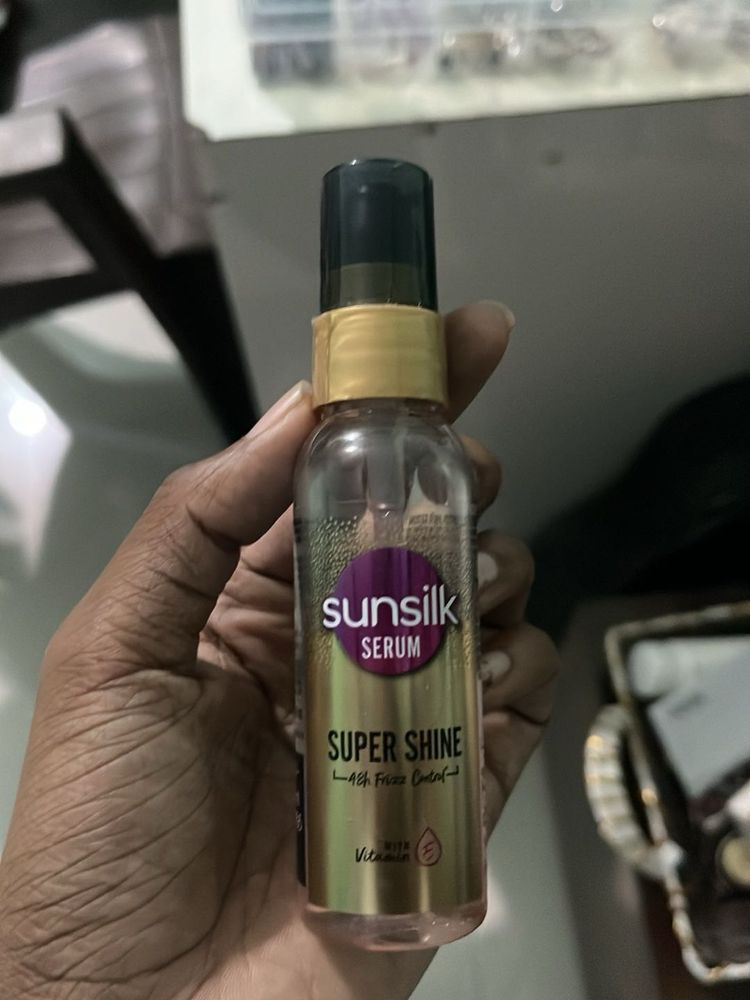 sunsilk
SERUM
SUPER SHINE
48h Frizz Control
WITH
Vitamin E